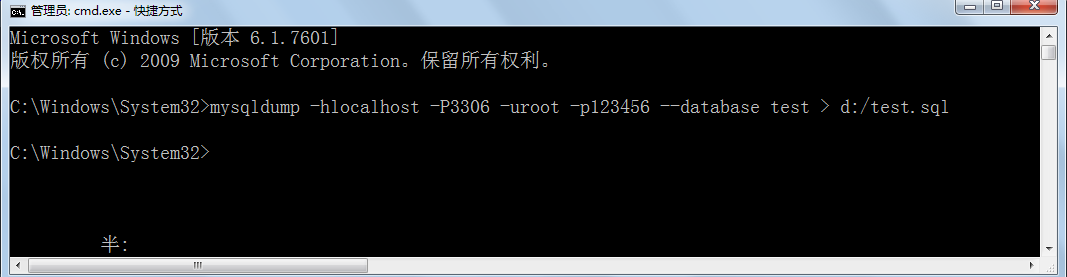 管理员: cmd.exe - 快捷方式
Microsoft Windows [版本 6.1.7601]
版权所有 (c) 2009 Microsoft Corporation。保留所有权利。
C:\Windows\System32>mysqldump -hlocalhost -P3306 -uroot -p123456 --database test > d:/test.sql
C:\Windows\System32>
半: